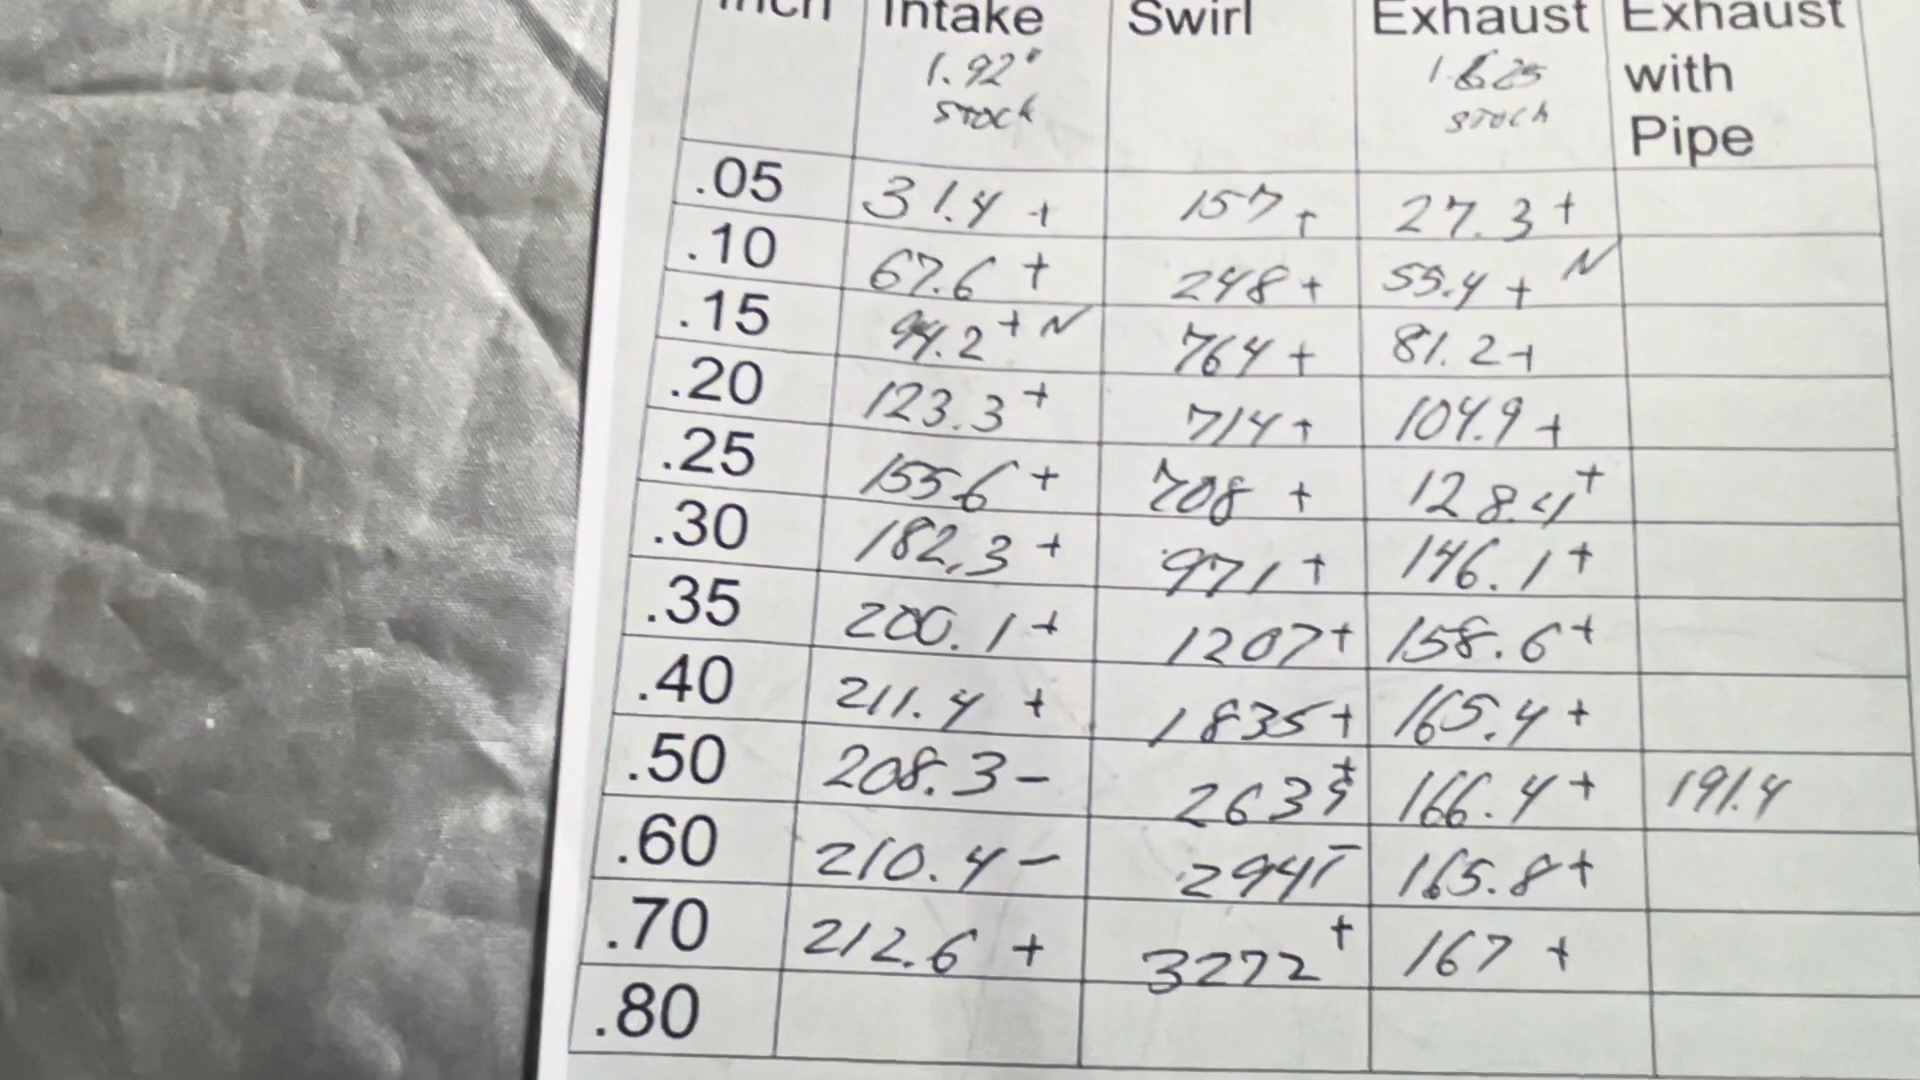 Inch Intake Swirl Exhaust Exhaust
1.92" 1.625 with
STOCK STOCK Pipe
.05 31.4 + 157 + 27.3 +
.10 67.6 + 248 + 55.4 + N
.15 94.2 + N 764 + 81.2 +
.20 123.3 + 714 + 104.9 +
.25 155.6 + 708 + 128.4 +
.30 182.3 + 971 + 146.1 +
.35 200.1 + 1207 + 158.6 +
.40 211.4 + 1835 + 165.4 +
.50 208.3 - 166.4 + 191.4
.60 210.4 - 165.8 +
.70 212.6 + 3272 + 167 +
.80